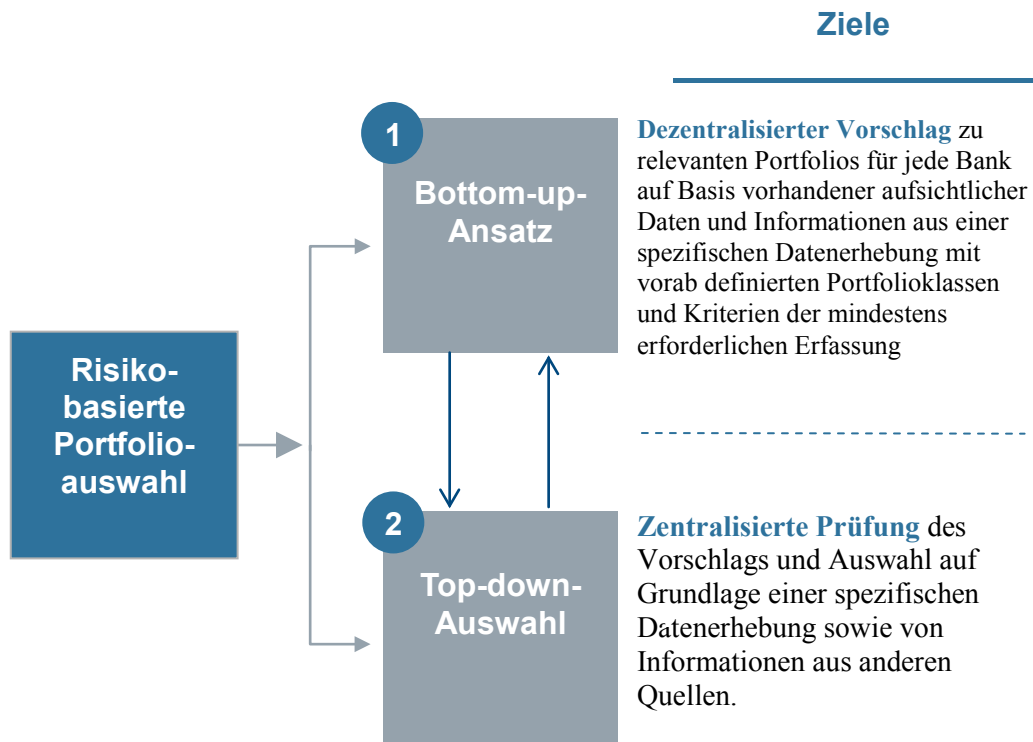 Ziele
Risiko-
basierte
Portfolio-
auswahl
1
Bottom-up-
Ansatz
Dezentralisierter Vorschlag zu
relevanten Portfolios für jede Bank
auf Basis vorhandener aufsichtlicher
Daten und Informationen aus einer
spezifischen Datenerhebung mit
vorab definierten Portfolioklassen
und Kriterien der mindestens
erforderlichen Erfassung
2
Top-down-
Auswahl
Zentralisierte Prüfung des
Vorschlags und Auswahl auf
Grundlage einer spezifischen
Datenerhebung sowie von
Informationen aus anderen
Quellen.